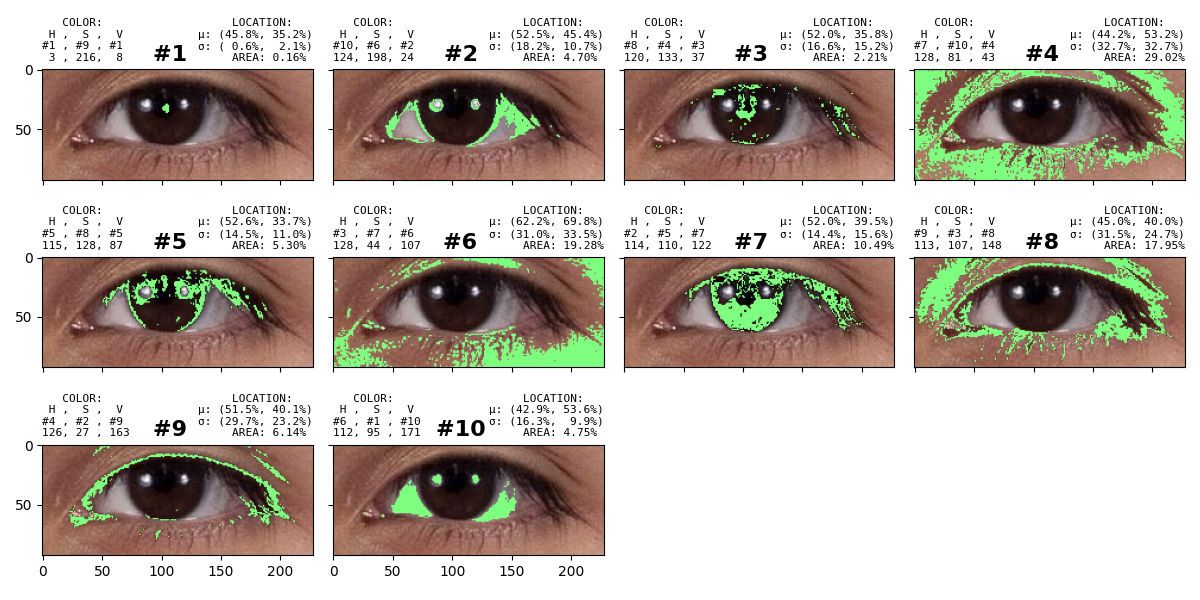 COLOR: LOCATION:
H , S , V μ: (45.8%, 35.2%)
#1 , #9 , #1 σ: ( 0.6%, 2.1%)
3 , 216, 8 #1 AREA: 0.16%
COLOR: LOCATION:
H , S , V μ: (52.5%, 45.4%)
#10, #6 , #2 σ: (18.2%, 10.7%)
124, 198, 24 #2 AREA: 4.70%
COLOR: LOCATION:
H , S , V μ: (52.0%, 35.8%)
#8 , #4 , #3 σ: (16.6%, 15.2%)
120, 133, 37 #3 AREA: 2.21%
COLOR: LOCATION:
H , S , V μ: (44.2%, 53.2%)
#7 , #10, #4 σ: (32.7%, 32.7%)
128, 81 , 43 #4 AREA: 29.02%
0
50
COLOR: LOCATION:
H , S , V μ: (52.6%, 33.7%)
#5 , #8 , #5 σ: (14.5%, 11.0%)
115, 128, 87 #5 AREA: 5.30%
COLOR: LOCATION:
H , S , V μ: (62.2%, 69.8%)
#3 , #7 , #6 σ: (31.0%, 33.5%)
128, 44 , 107 #6 AREA: 19.28%
COLOR: LOCATION:
H , S , V μ: (52.0%, 39.5%)
#2 , #5 , #7 σ: (14.4%, 15.6%)
114, 110, 122 #7 AREA: 10.49%
COLOR: LOCATION:
H , S , V μ: (45.0%, 40.0%)
#9 , #3 , #8 σ: (31.5%, 24.7%)
113, 107, 148 #8 AREA: 17.95%
0
50
COLOR: LOCATION:
H , S , V μ: (51.5%, 40.1%)
#4 , #2 , #9 σ: (29.7%, 23.2%)
126, 27 , 163 #9 AREA: 6.14%
COLOR: LOCATION:
H , S , V μ: (42.9%, 53.6%)
#6 , #1 , #10 σ: (16.3%, 9.9%)
112, 95 , 171 #10 AREA: 4.75%
0
50
0 50 100 150 200
0 50 100 150 200